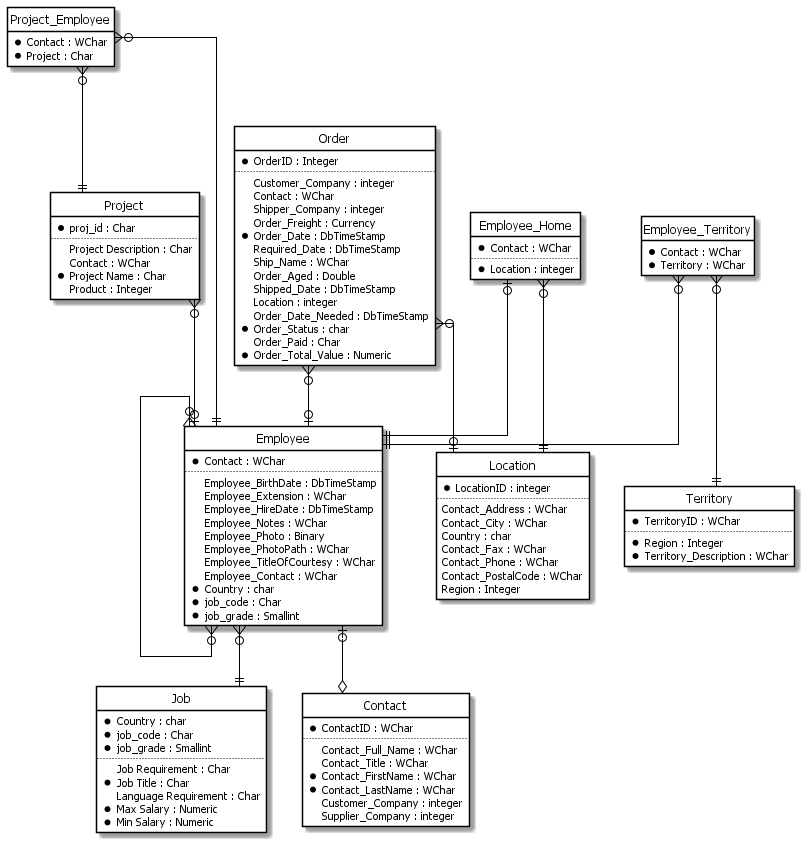 Project_Employee
Contact : WChar
Project : Char
Order
OrderID : Integer
Customer_Company : integer
Contact : WChar
Shipper_Company : integer
Order_Freight : Currency
Order_Date : DbTimeStamp
Required_Date : DbTimeStamp
Ship_Name : WChar
Order_Aged : Double
Shipped_Date : DbTimeStamp
Location : integer
Order_Date_Needed : DbTimeStamp
Order_Status : char
Order_Paid : Char
Order_Total_Value : Numeric
Project
proj_id : Char
Project Description : Char
Contact : WChar
Project Name : Char
Product : Integer
Employee_Home
Contact : WChar
Location : integer
Employee_Territory
Contact : WChar
Territory : WChar
Employee
Contact : WChar
Employee_BirthDate : DbTimeStamp
Employee_Extension : WChar
Employee_HireDate : DbTimeStamp
Employee_Notes : WChar
Employee_Photo : Binary
Employee_PhotoPath : WChar
Employee_TitleOfCourtesy : WChar
Employee_Contact : WChar
Country : char
job_code : Char
job_grade : Smallint
Location
LocationID : integer
Contact_Address : WChar
Contact_City : WChar
Country : char
Contact_Fax : WChar
Contact_Phone : WChar
Contact_PostalCode : WChar
Region : Integer
Territory
TerritoryID : WChar
Region : Integer
Territory_Description : WChar
Job
Country : char
job_code : Char
job_grade : Smallint
Job Requirement : Char
Job Title : Char
Language Requirement : Char
Max Salary : Numeric
Min Salary : Numeric
Contact
ContactID : WChar
Contact_Full_Name : WChar
Contact_Title : WChar
Contact_FirstName : WChar
Contact_LastName : WChar
Customer_Company : integer
Supplier_Company : integer